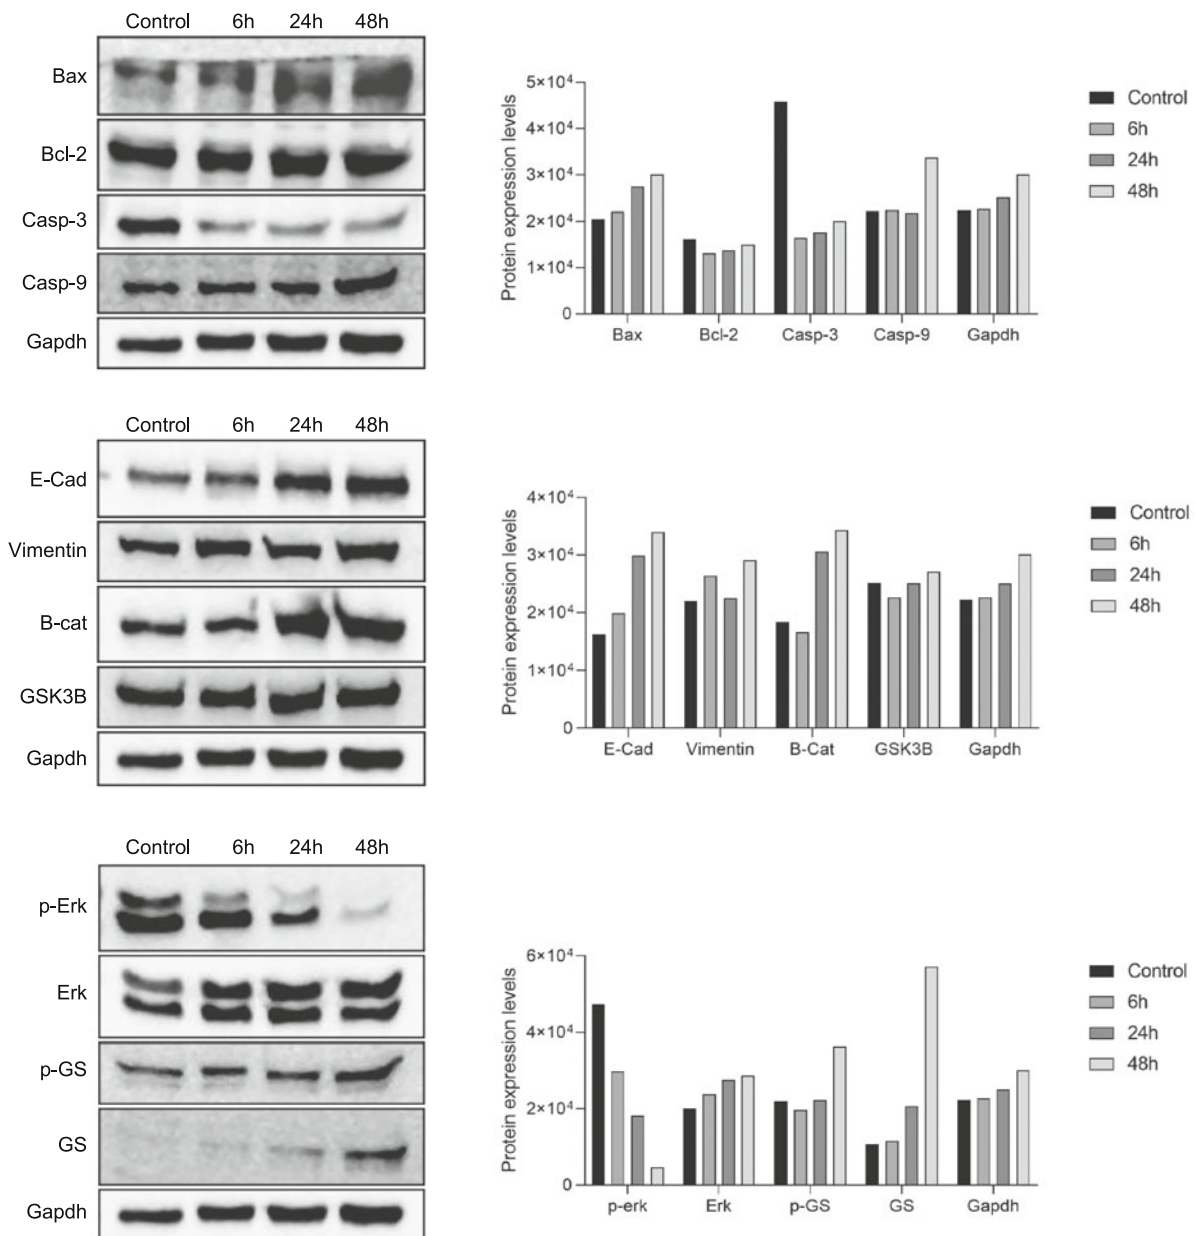 Control 6h 24h 48h
Bax
Bcl-2
Casp-3
Casp-9
Gapdh
Protein expression levels
5×10⁴
4×10⁴
3×10⁴
2×10⁴
1×10⁴
0
Bax Bcl-2 Casp-3 Casp-9 Gapdh
Control
6h
24h
48h
Control 6h 24h 48h
E-Cad
Vimentin
B-cat
GSK3B
Gapdh
Protein expression levels
4×10⁴
3×10⁴
2×10⁴
1×10⁴
0
E-Cad Vimentin B-Cat GSK3B Gapdh
Control
6h
24h
48h
Control 6h 24h 48h
p-Erk
Erk
p-GS
GS
Gapdh
Protein expression levels
6×10⁴
4×10⁴
2×10⁴
0
p-erk Erk p-GS GS Gapdh
Control
6h
24h
48h